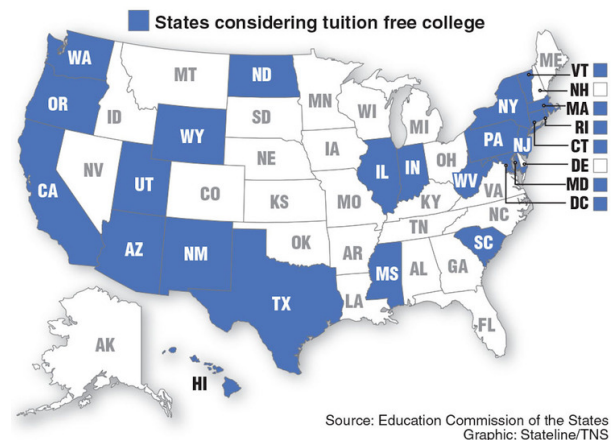 States considering tuition free college
WA
MT
ND
MN
ME
VT
NH
MA
RI
CT
DE
MD
DC
OR
ID
WY
SD
WI
MI
NY
NV
UT
CO
NE
IA
IL
IN
OH
PA
NJ
CA
KS
MO
KY
WV
VA
AZ
NM
OK
AR
TN
NC
SC
TX
LA
MS
AL
GA
FL
AK
HI
Source: Education Commission of the States
Graphic: Stateline/TNS